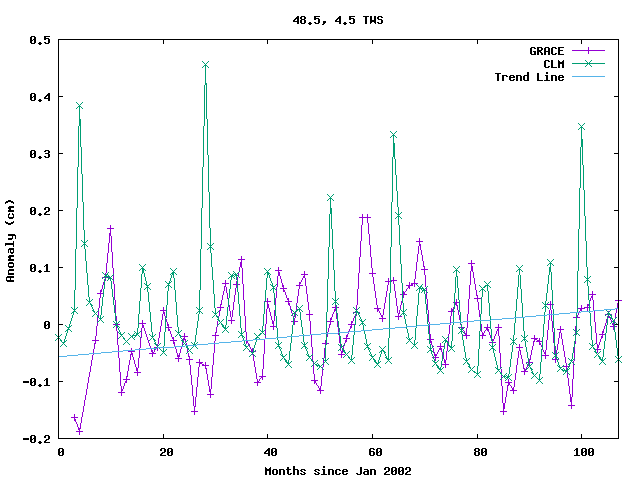 48.5, 4.5 TWS
GRACE
CLM
Trend Line
Anomaly (cm)
0.5
0.4
0.3
0.2
0.1
0
-0.1
-0.2
0 20 40 60 80 100
Months since Jan 2002